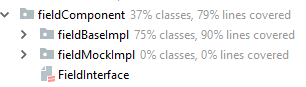 fieldComponent 37% classes, 79% lines covered
fieldBaseImpl 75% classes, 90% lines covered
fieldMockImpl 0% classes, 0% lines covered
FieldInterface